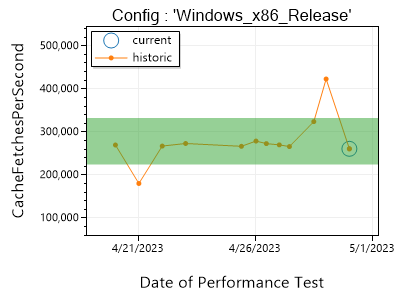 Config : 'Windows_x86_Release'
current
historic
500,000
400,000
300,000
200,000
100,000
CacheFetchesPerSecond
4/21/2023
4/26/2023
5/1/2023
Date of Performance Test